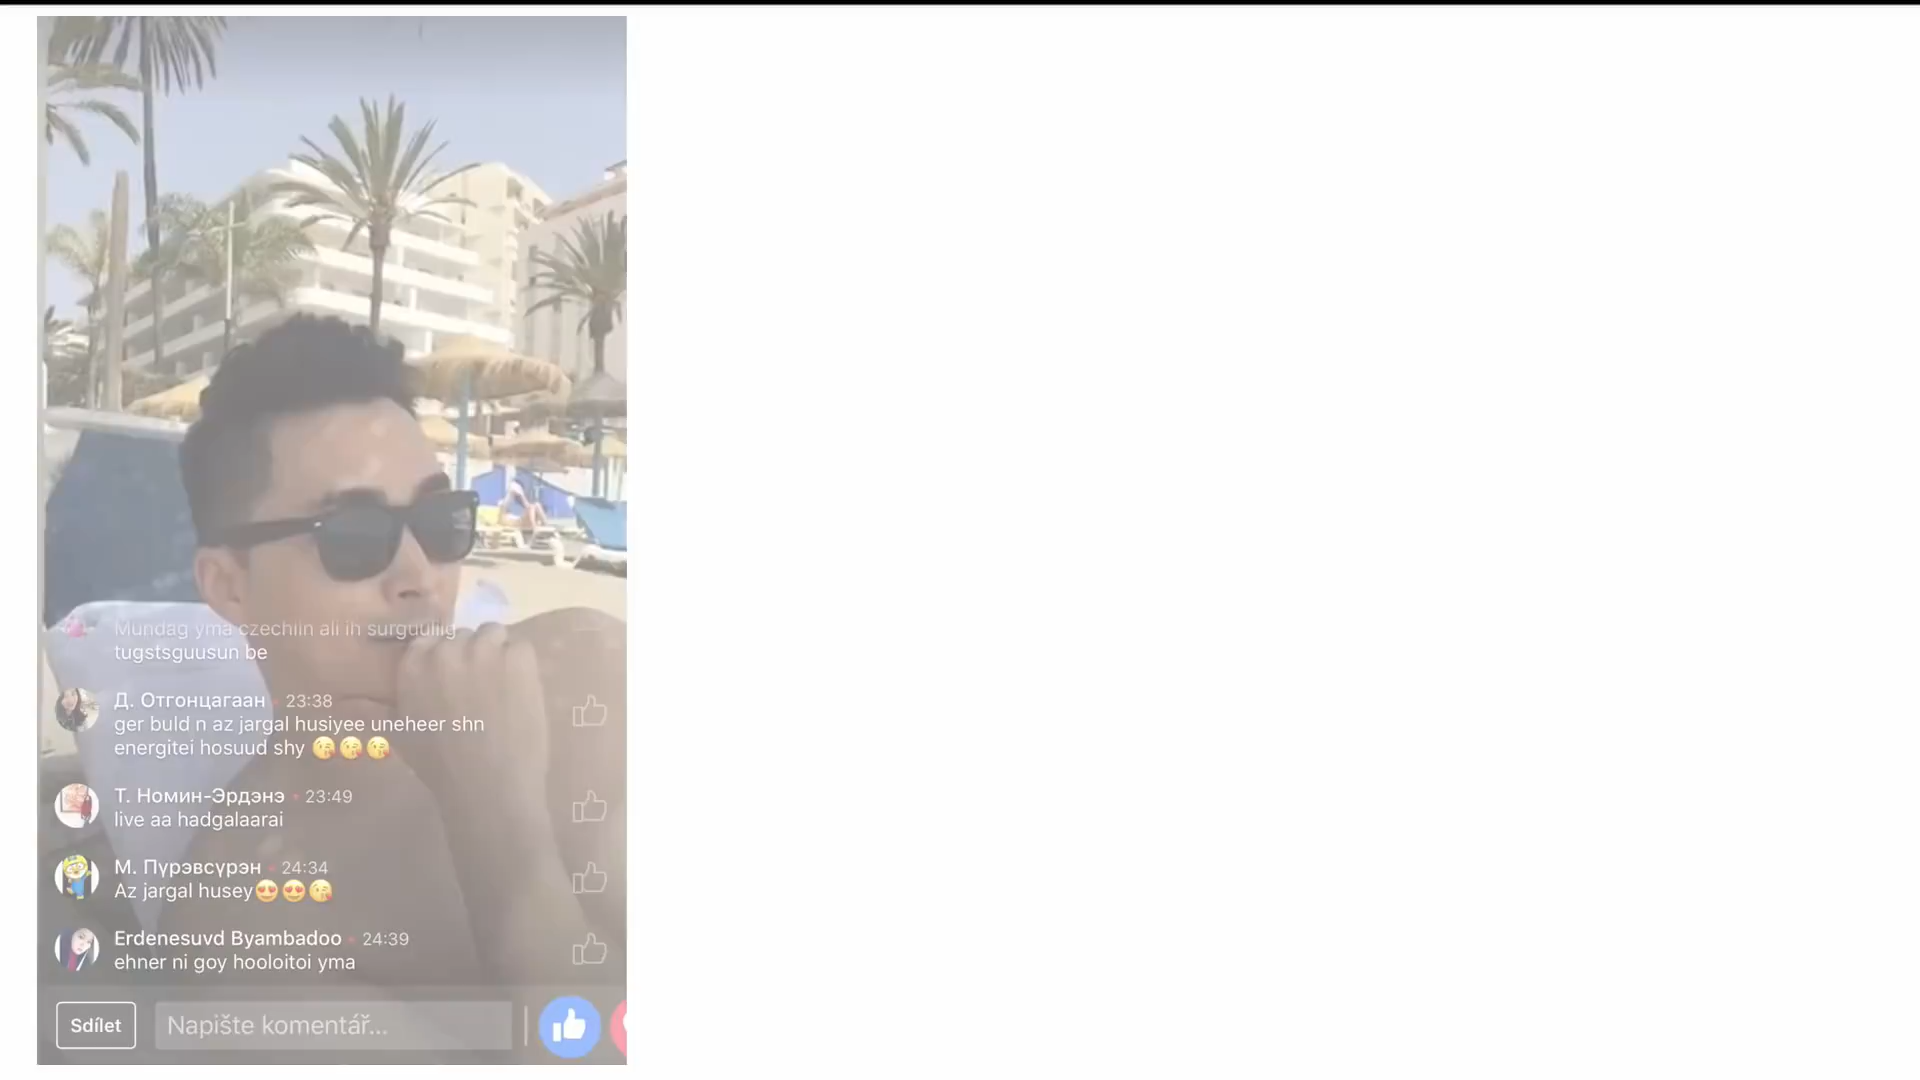 Mundag yma czechiin ali ih surguuliig
tugstsguusun be
Д. Отгонцагаан • 23:38
ger buld n az jargal husiyee uneheer shn
energitei hosuud shy 😘😘😘
Т. Номин-Эрдэнэ • 23:49
live aa hadgalaarai
М. Пүрэвсүрэн • 24:34
Az jargal husey😍😍😘
Erdenesuvd Byambadoo • 24:39
ehner ni goy hooloitoi yma
Sdílet
Napište komentář...